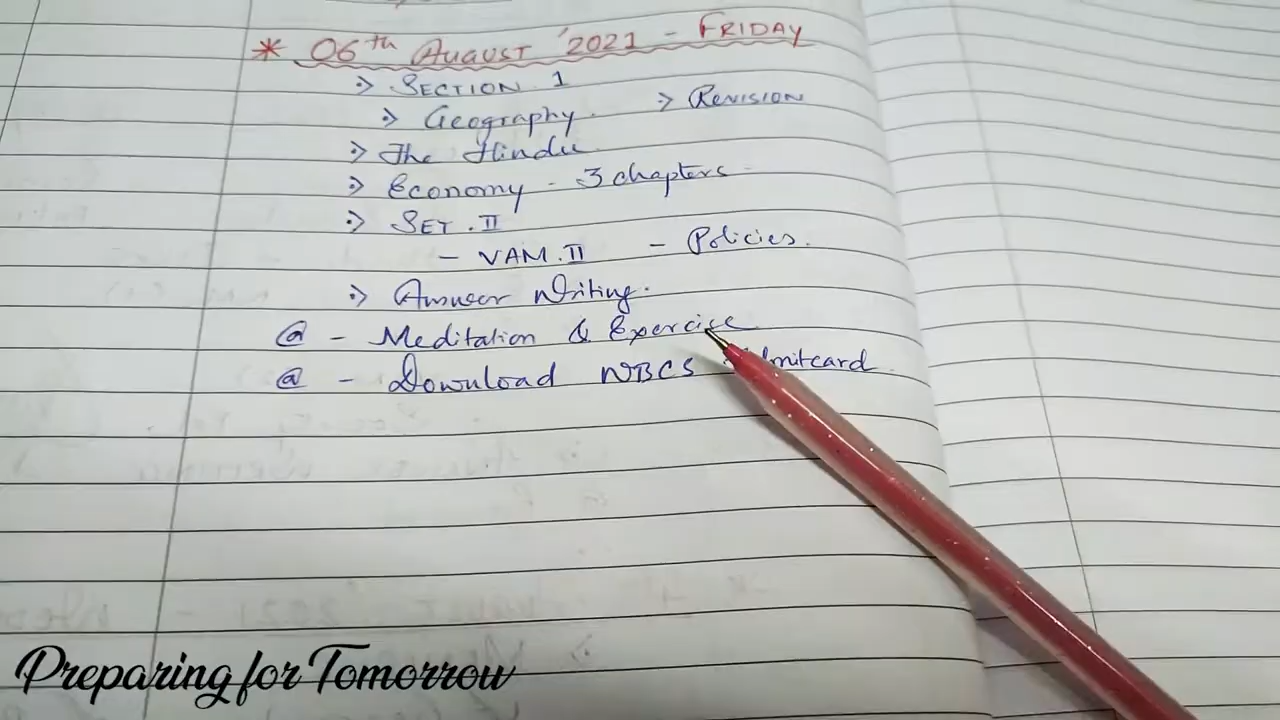 * 06th August '2021 - FRIDAY
:> SECTION 1
:> Geography. :> REVISION
:> The Hindu
:> Economy - 3 chapters -
:> SET. II
- VAM. II - Policies.
:> Answer Writing.
@ - Meditation & Exercise
@ - Download WBCS Admitcard
Preparing for Tomorrow